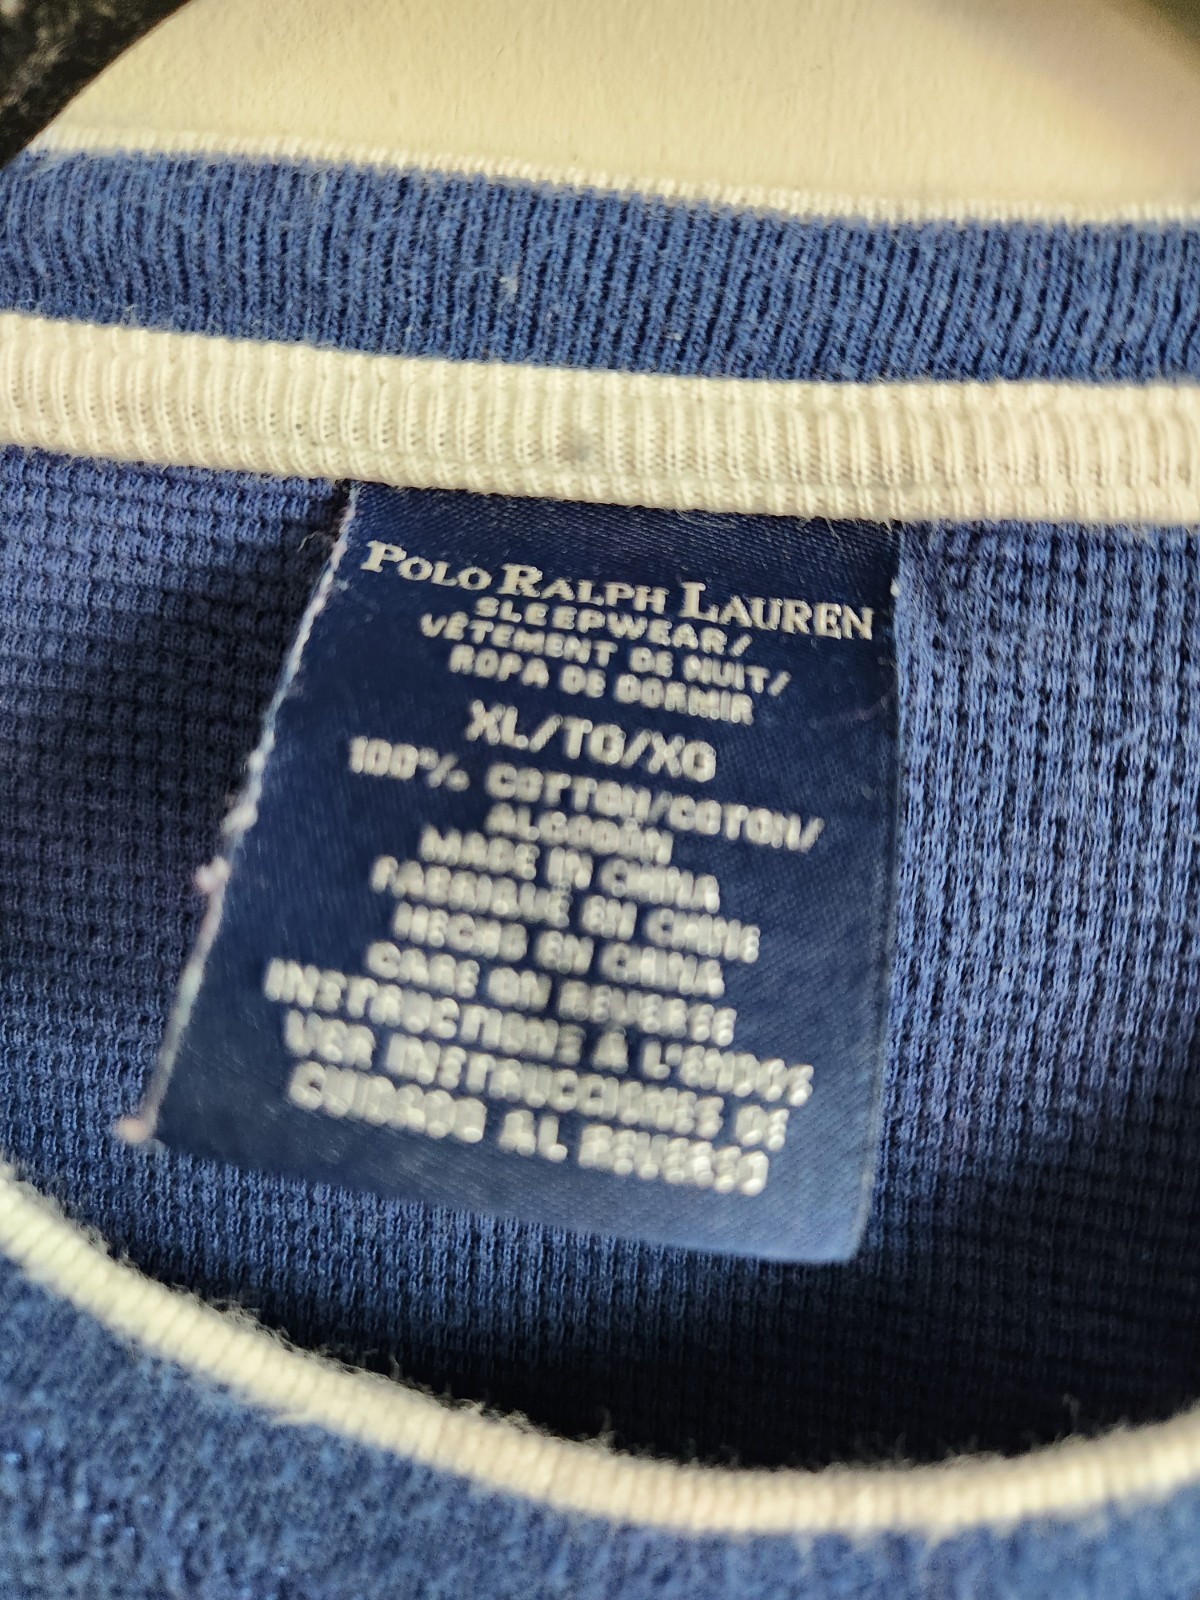 POLO RALPH LAUREN
SLEEPWEAR/
VÊTEMENT DE NUIT/
ROPA DE DORMIR
XL/TG/XG
100% COTTON/COTON/
ALGODÓN
MADE IN CHINA
FABRIQUÉ EN CHINE
HECHO EN CHINA
CARE ON REVERSE
INSTRUCTIONS À L'ENDOS
VER INSTRUCCIONES DE
CUIDADO AL REVERSO